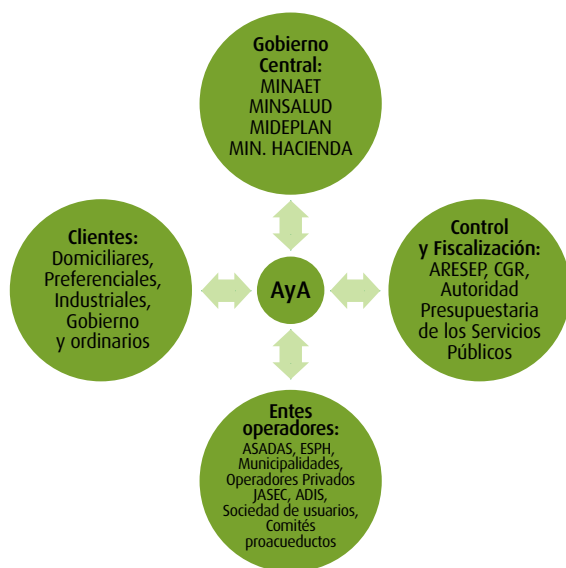 Gobierno
Central:
MINAET
MINSALUD
MIDEPLAN
MIN. HACIENDA
Clientes:
Domiciliares,
Preferenciales,
Industriales,
Gobierno
y ordinarios
AyA
Control
y Fiscalización:
ARESEP, CGR,
Autoridad
Presupuestaria
de los Servicios
Públicos
Entes
operadores:
ASADAS, ESPH,
Municipalidades,
Operadores Privados
JASEC, ADIS,
Sociedad de usuarios,
Comités
proacueductos